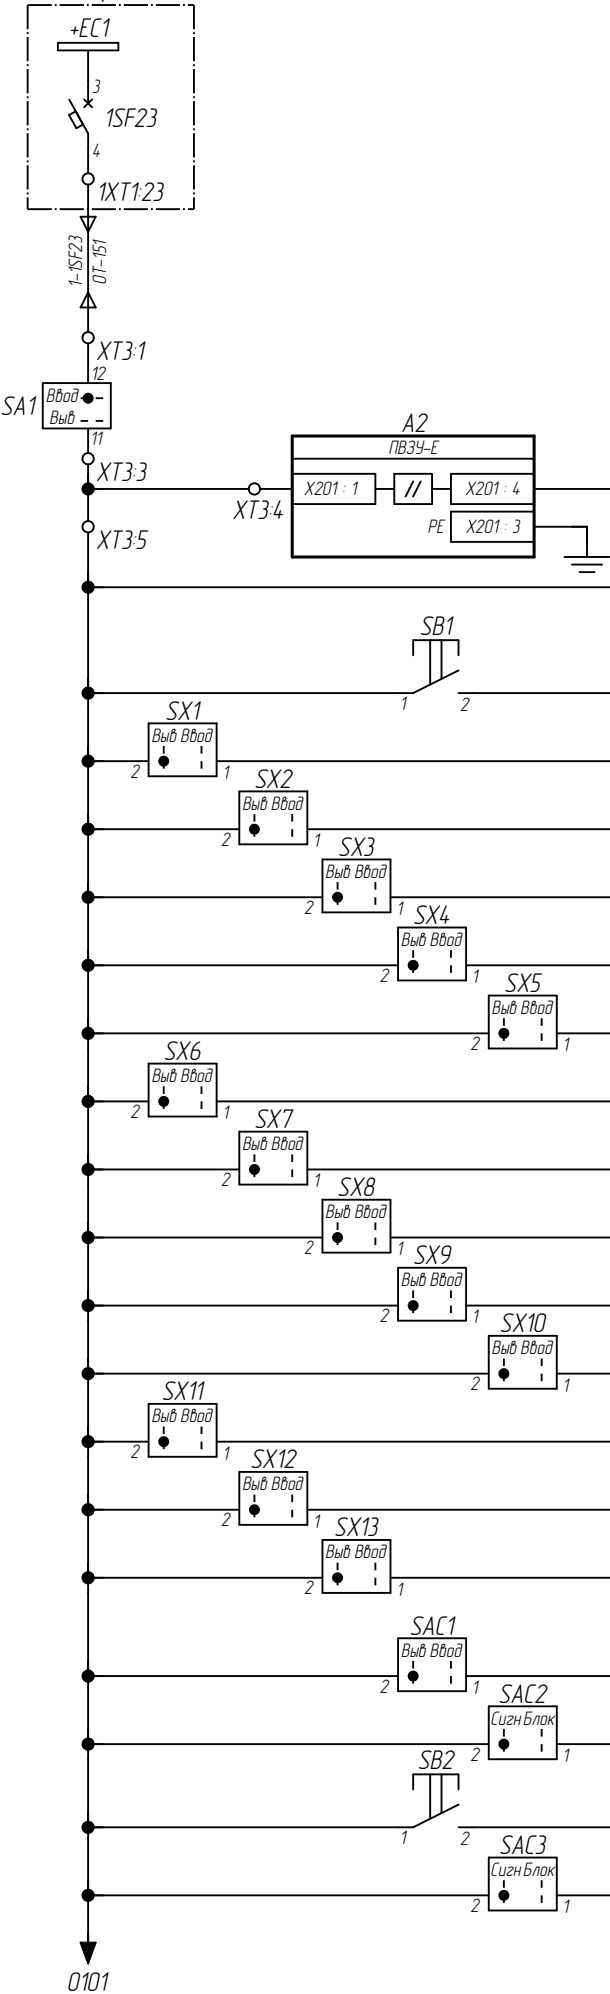 +EC1
3
1SF23
4
1XT1:23
1-1SF23
ОТ-151
XT3:1
12
SA1
Ввод
Выв
11
XT3:3
XT3:4
XT3:5
A2
ПВЗУ-Е
X201 : 1
//
X201 : 4
PE
X201 : 3
SB1
1 2
SX1
Выв Ввод
2 1
SX2
Выв Ввод
2 1
SX3
Выв Ввод
2 1
SX4
Выв Ввод
2 1
SX5
Выв Ввод
2 1
SX6
Выв Ввод
2 1
SX7
Выв Ввод
2 1
SX8
Выв Ввод
2 1
SX9
Выв Ввод
2 1
SX10
Выв Ввод
2 1
SX11
Выв Ввод
2 1
SX12
Выв Ввод
2 1
SX13
Выв Ввод
2 1
SAC1
Выв Ввод
2 1
SAC2
Сигн Блок
2 1
SB2
1 2
SAC3
Сигн Блок
2 1
0101